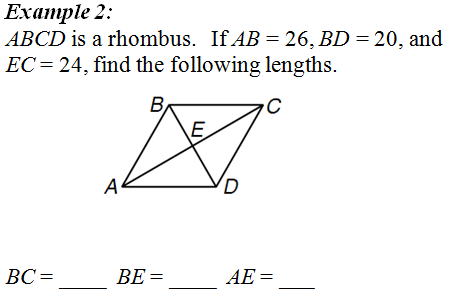 Example 2:
ABCD is a rhombus. If AB = 26, BD = 20, and
EC = 24, find the following lengths.
B C
E
A D
BC = ____ BE = ____ AE = ___